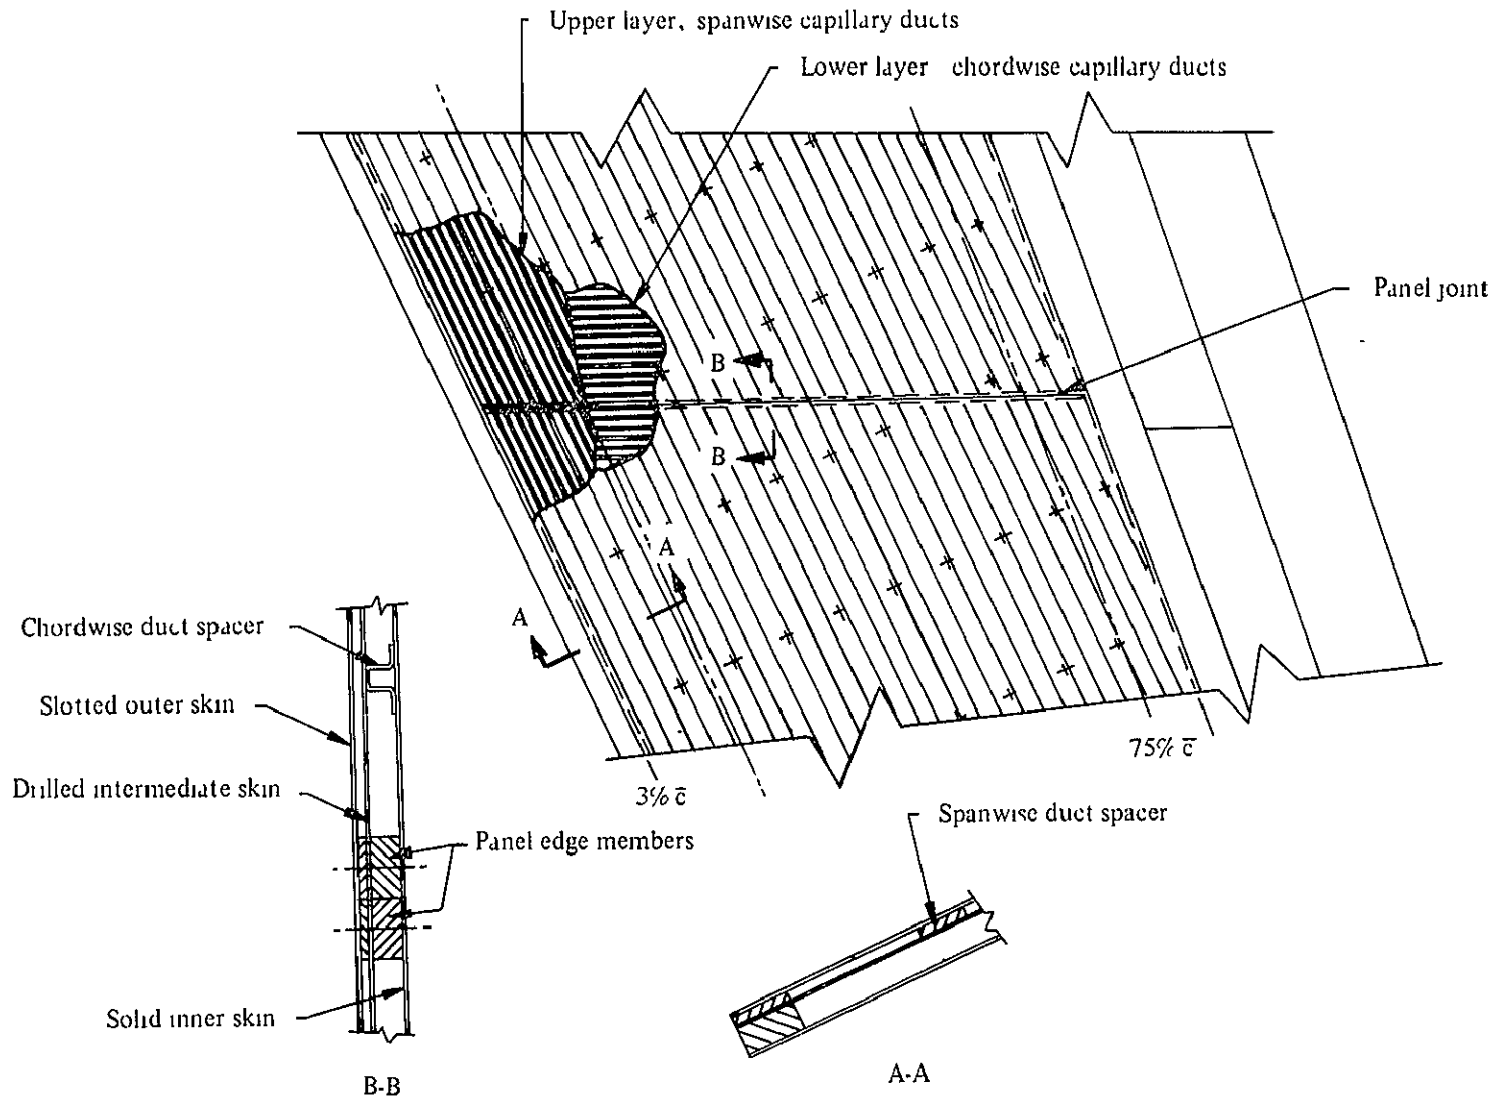 Upper layer, spanwise capillary ducts
Lower layer chordwise capillary ducts
Panel joint
B
B
A
A
Chordwise duct spacer
Slotted outer skin
Drilled intermediate skin
Panel edge members
Solid inner skin
B-B
3% c̅
75% c̅
Spanwise duct spacer
A-A